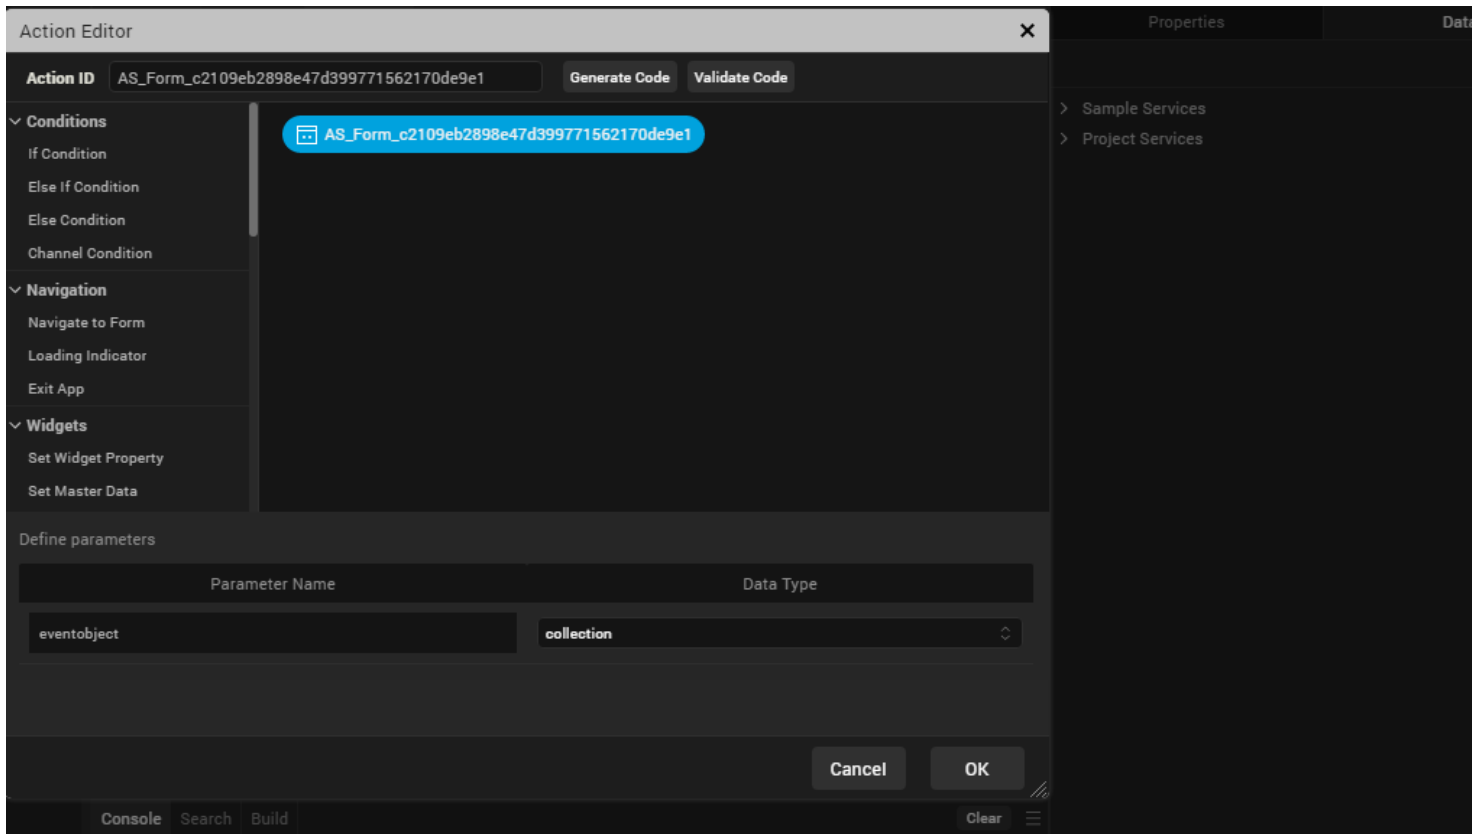 Action Editor
Properties
Data
Action ID AS_Form_c2109eb2898e47d399771562170de9e1 Generate Code Validate Code
Conditions
If Condition
Else If Condition
Else Condition
Channel Condition
Navigation
Navigate to Form
Loading Indicator
Exit App
Widgets
Set Widget Property
Set Master Data
AS_Form_c2109eb2898e47d399771562170de9e1
Sample Services
Project Services
Define parameters
Parameter Name Data Type
eventobject collection
Cancel OK
Console Search Build Clear